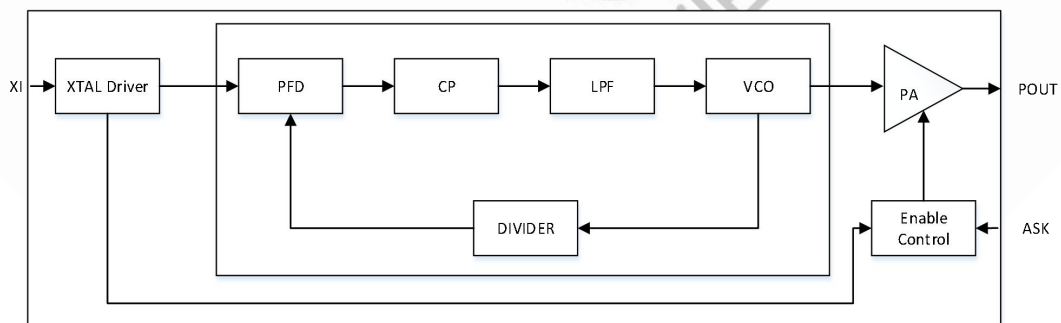 XI
XTAL Driver
PFD
CP
LPF
VCO
PA
POUT
DIVIDER
Enable
Control
ASK